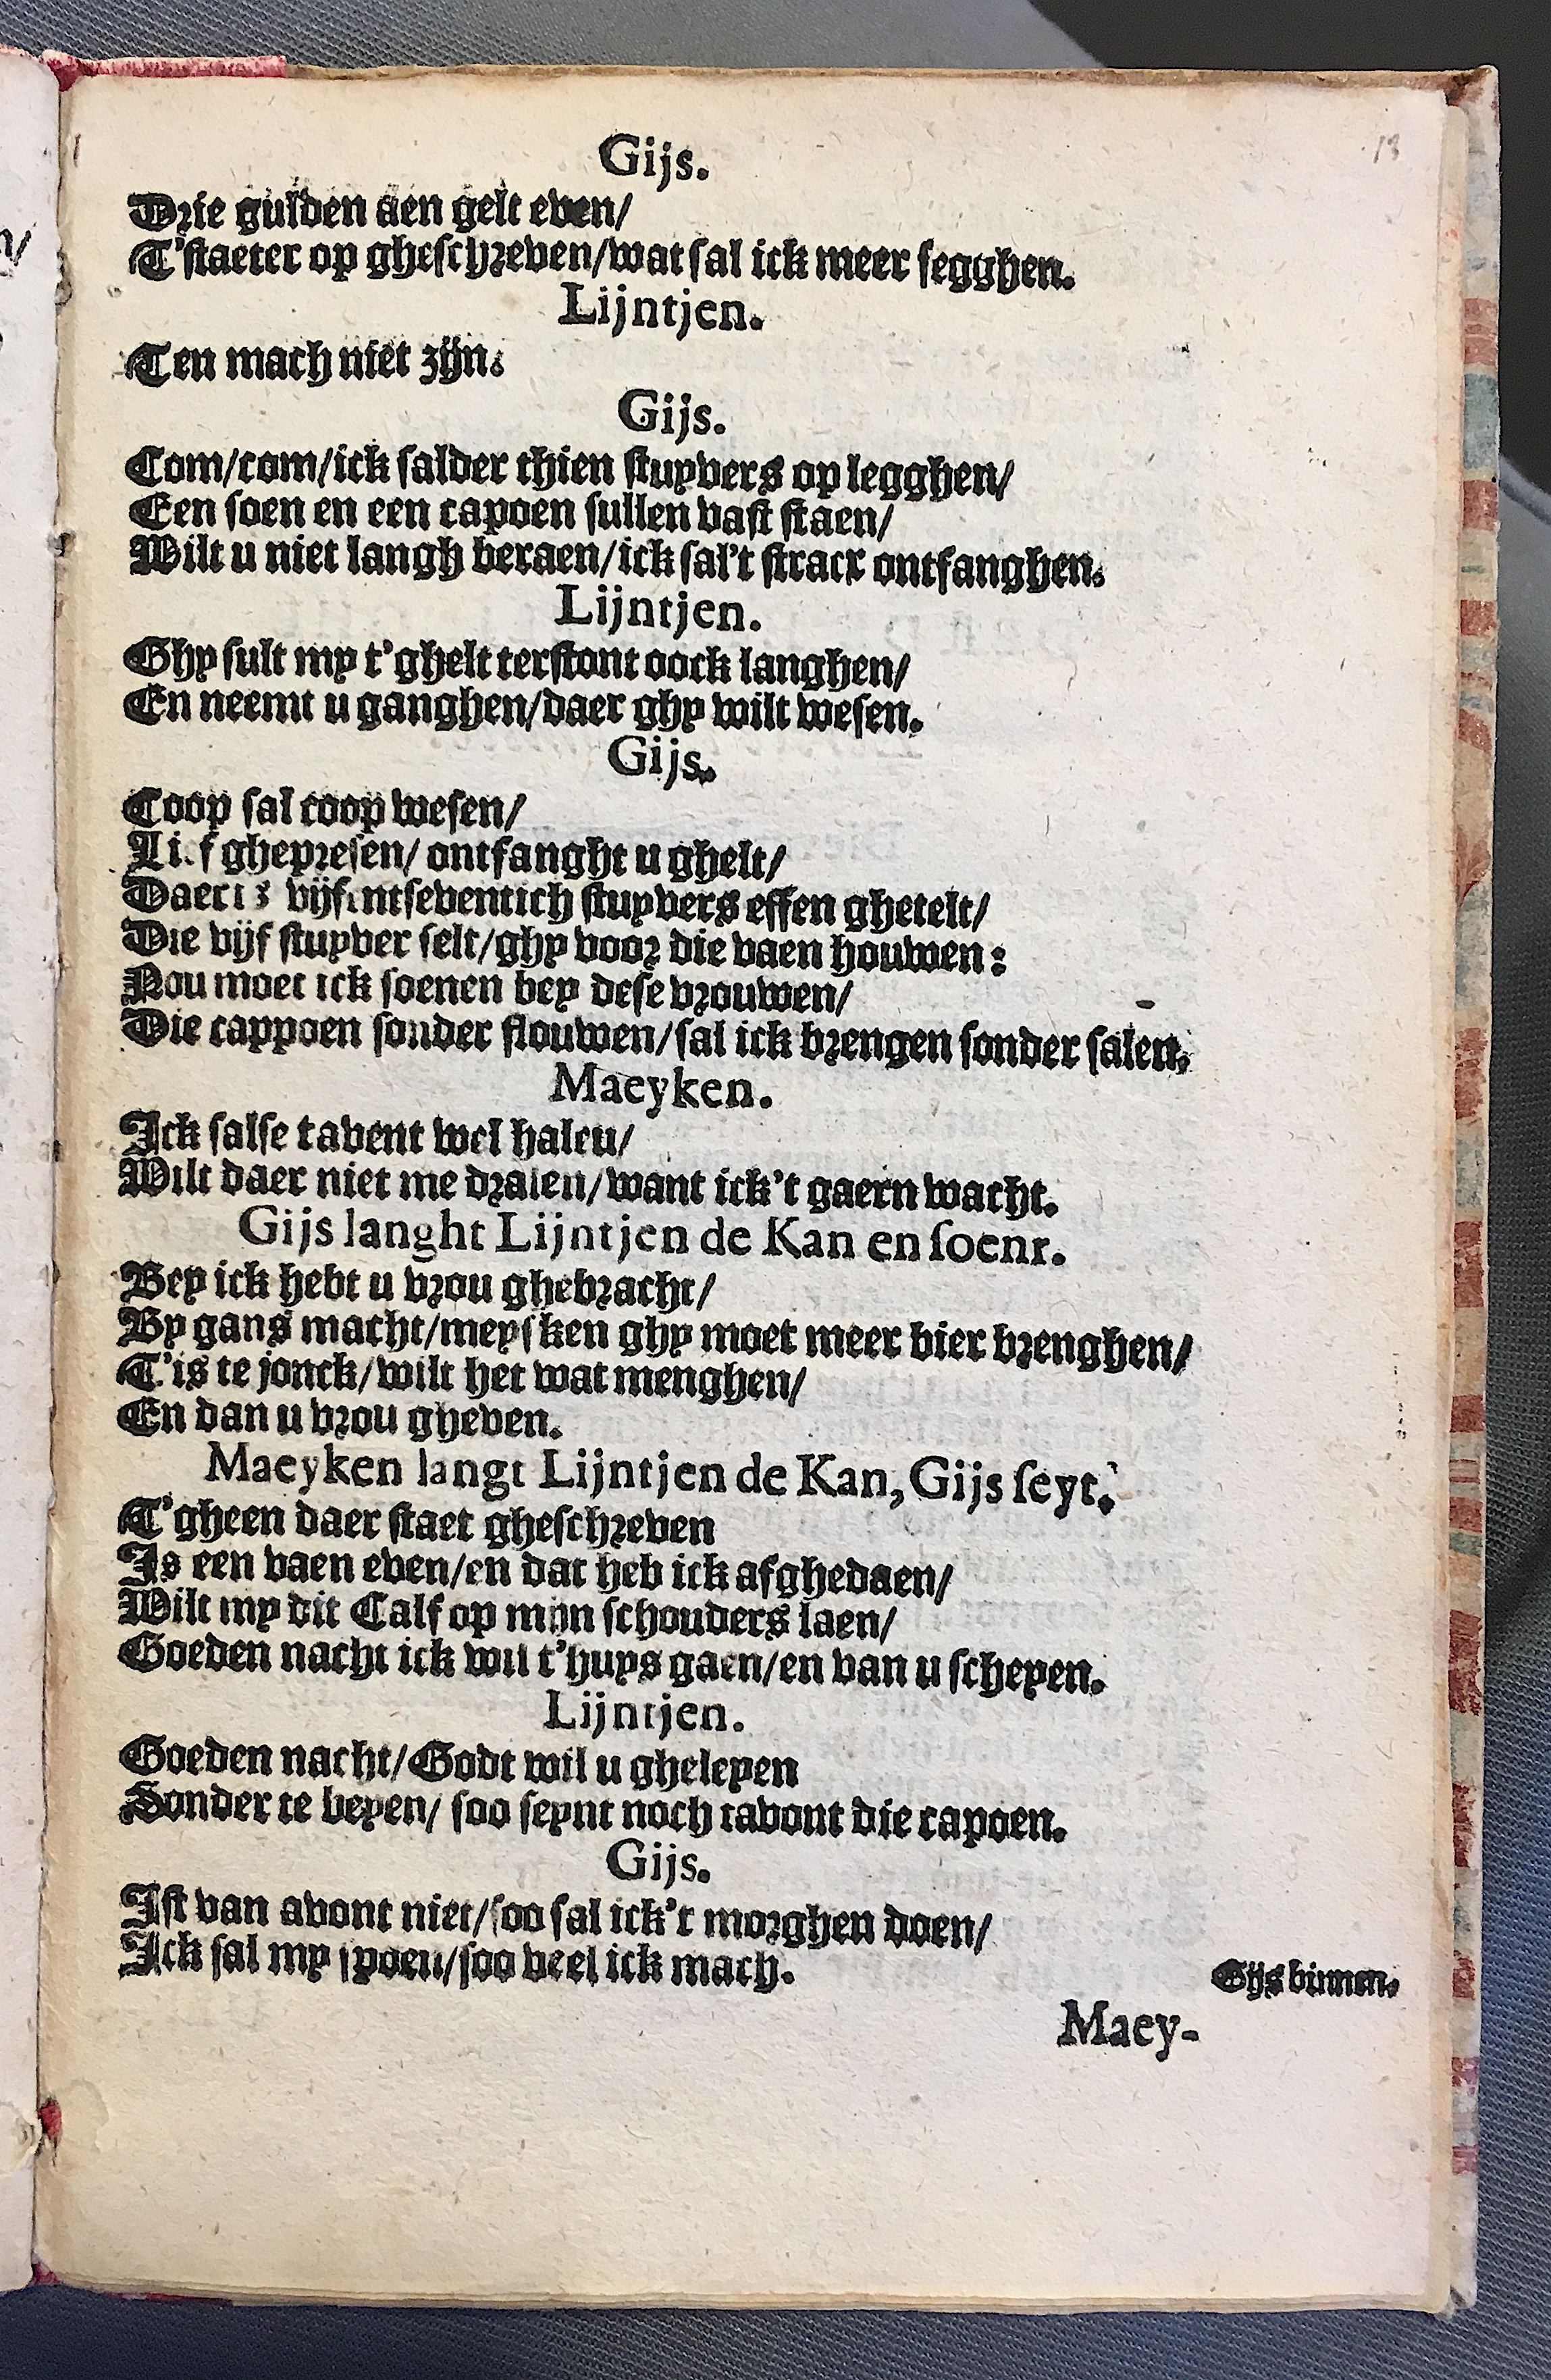 13
Gijs.
Drie gulden aen gelt even/
T'staeter op gheschreven/wat sal ick meer segghen.
Lijntjen.
Ten mach niet zijn.
Gijs.
Com/com/ick salder thien stuyvers op legghen/
Een soen en een capoen sullen vast staen/
Wilt u niet langh beraen/ick sal't stracx ontfanghen.
Lijntjen.
Ghy sult my t'ghelt terstont oock langhen/
En neemt u ganghen/daer ghy wilt wesen.
Gijs.
Coop sal coop wesen/
ghepresen/ ontfanght u ghelt/
Daer is vijfentseventich stuyvers effen ghetelt/
Die vijf stuyver selt/ghy voor die vaen houwen:
Nou moet ick soenen bey dese vrouwen/
Die cappoen sonder flouwen/sal ick brengen sonder falen.
Maeyken.
Ick salse tavent wel halen/
Wilt daer niet me dralen/want ick't gaern wacht.
Gijs langht Lijntjen de Kan en soent.
Bey ick hebt u vrou ghebracht/
By gans macht/meysken ghy moet meer bier brenghen/
T'is te jonck/wilt het wat menghen/
En dan u vrou gheven.
Maeyken langt Lijntjen de Kan, Gijs seyt.
T'gheen daer staet gheschreven
Is een vaen even/en dat heb ick afghedaen/
Wilt my dit Calf op mijn schouders laen/
Goeden nacht ick wil t'huys gaen/en van u scheyen.
Lijntjen.
Goeden nacht/Godt wil u gheleyen
Sonder te beyen/ soo seynt noch tavont die capoen.
Gijs.
Ist van avont niet/soo sal ick't morghen doen/
Ick sal my spoen/soo veel ick mach.
Gijs binnen.
Maey-